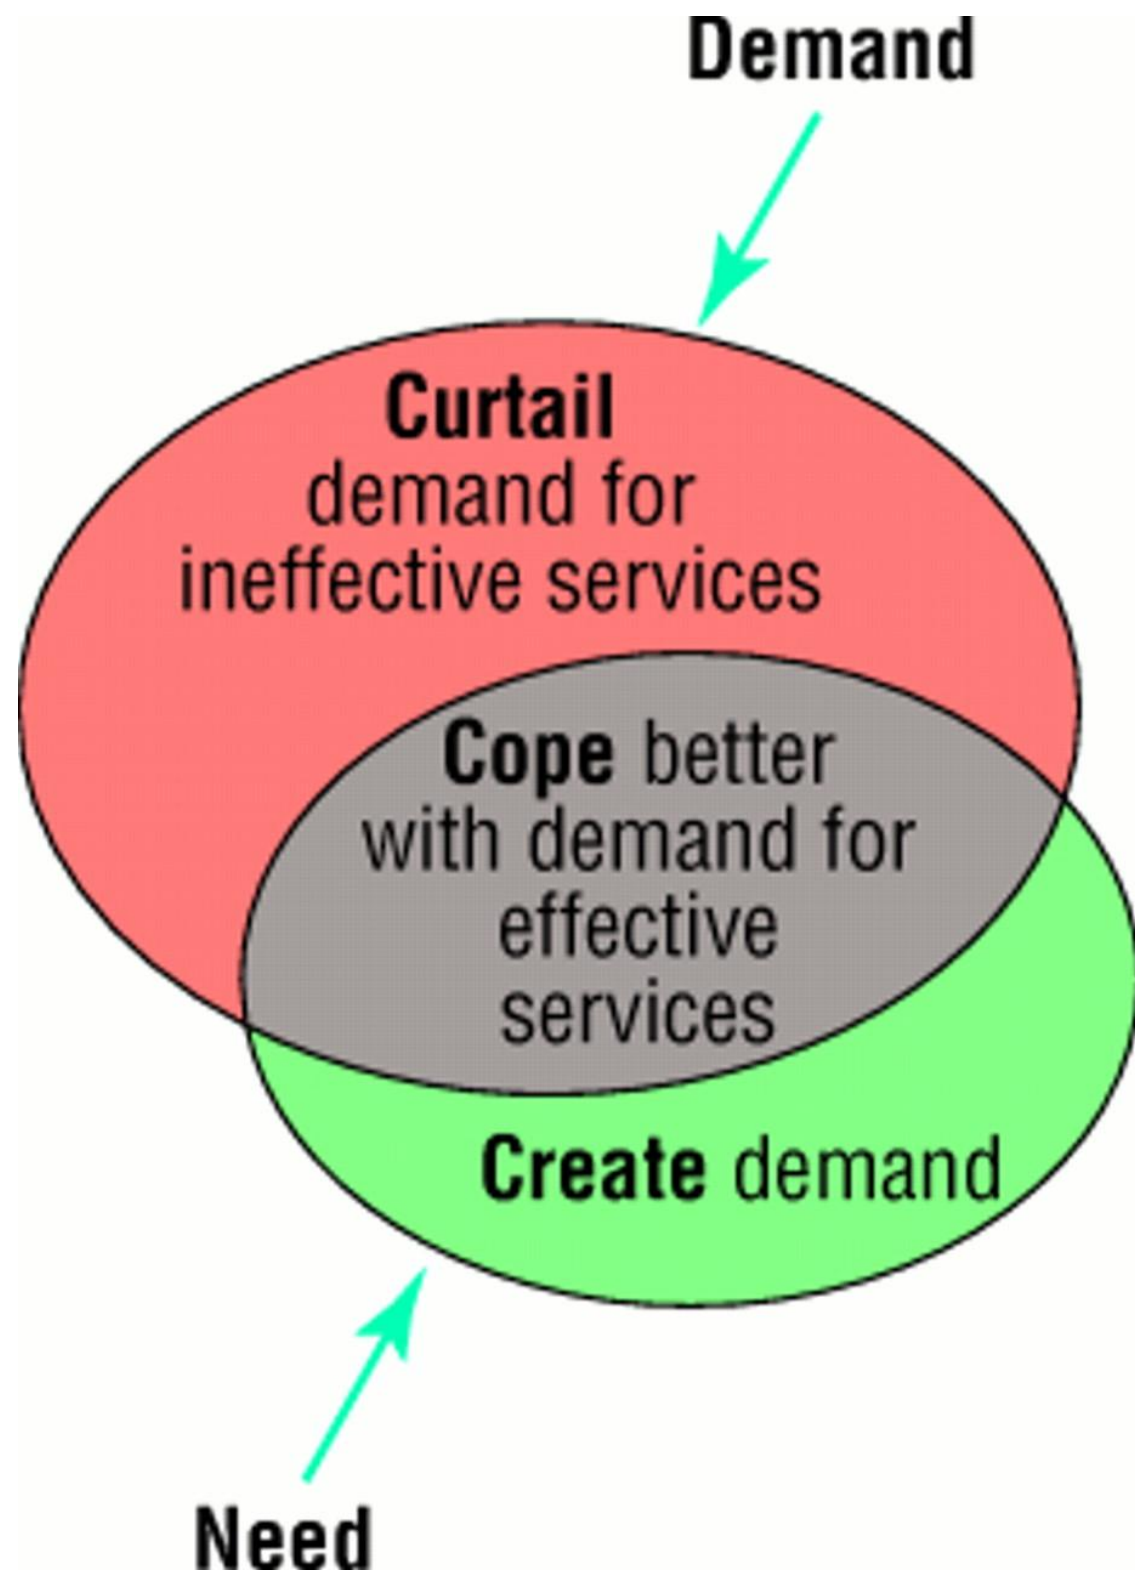 Demand
Curtail
demand for
ineffective services
Cope better
with demand for
effective
services
Create demand
Need